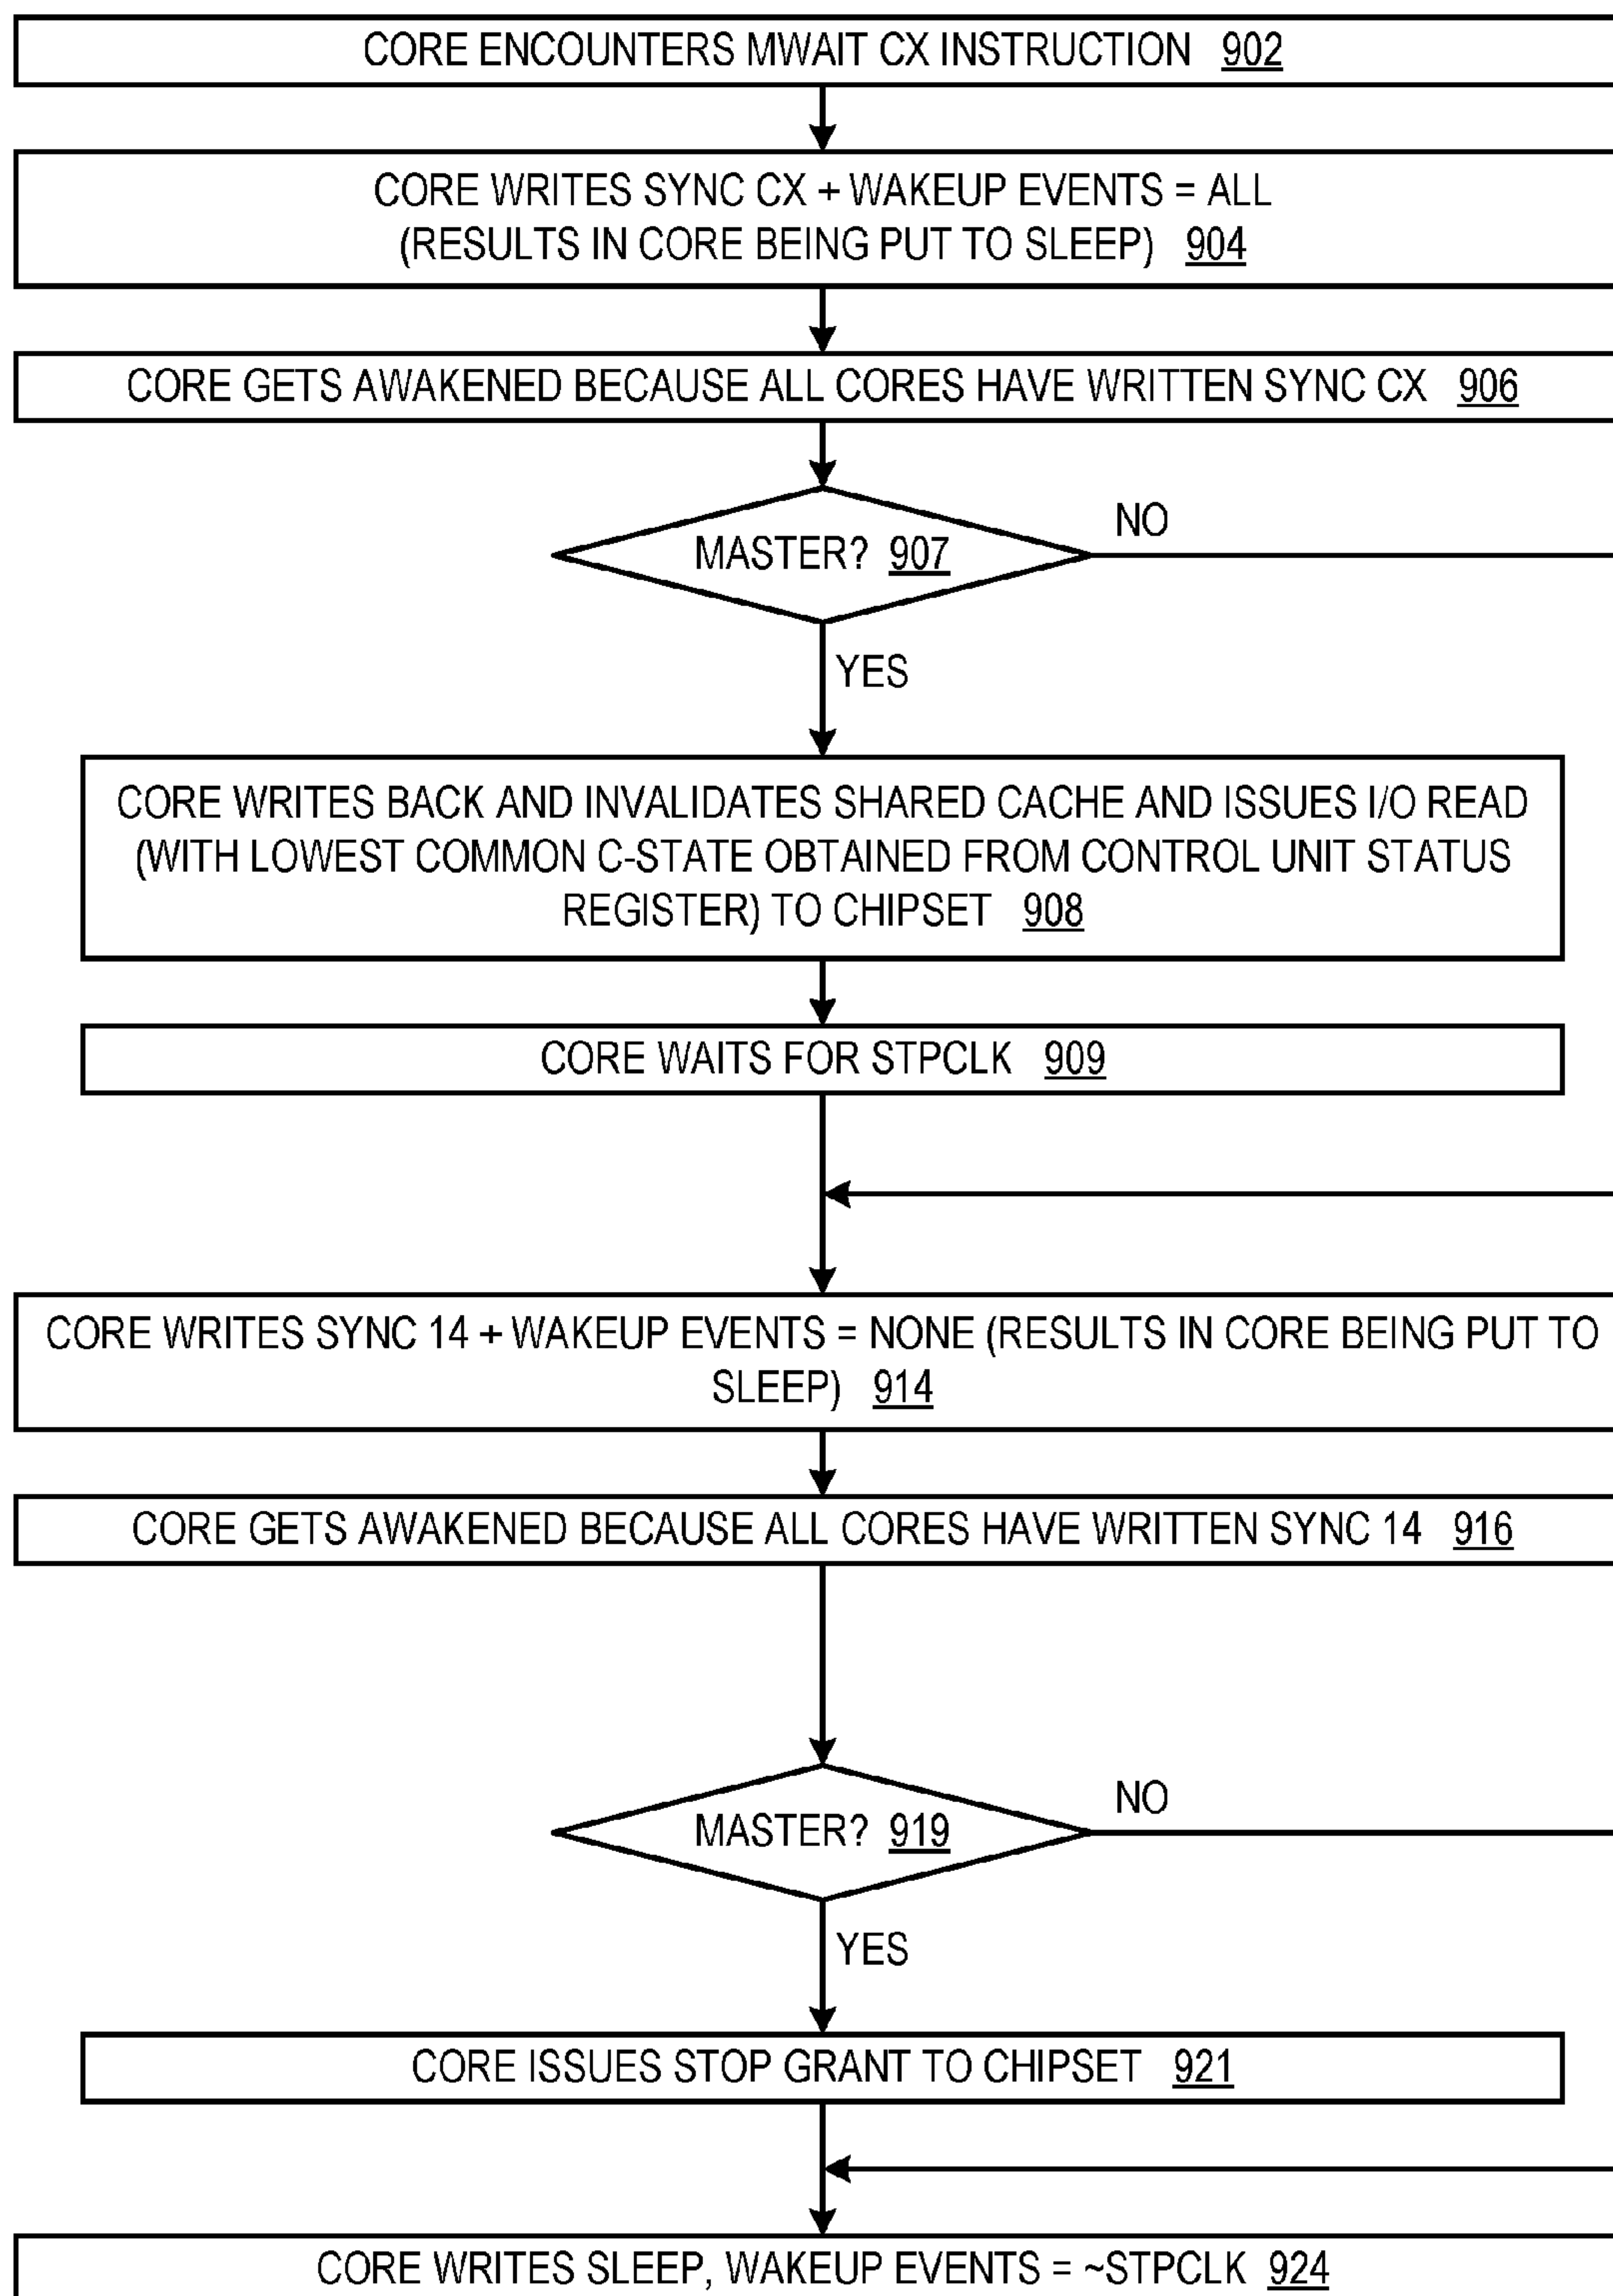 CORE ENCOUNTERS MWAIT CX INSTRUCTION 902
CORE WRITES SYNC CX + WAKEUP EVENTS = ALL
(RESULTS IN CORE BEING PUT TO SLEEP) 904
CORE GETS AWAKENED BECAUSE ALL CORES HAVE WRITTEN SYNC CX 906
NO
MASTER? 907
YES
CORE WRITES BACK AND INVALIDATES SHARED CACHE AND ISSUES I/O READ
(WITH LOWEST COMMON C-STATE OBTAINED FROM CONTROL UNIT STATUS
REGISTER) TO CHIPSET 908
CORE WAITS FOR STPCLK 909
CORE WRITES SYNC 14 + WAKEUP EVENTS = NONE (RESULTS IN CORE BEING PUT TO
SLEEP) 914
CORE GETS AWAKENED BECAUSE ALL CORES HAVE WRITTEN SYNC 14 916
NO
MASTER? 919
YES
CORE ISSUES STOP GRANT TO CHIPSET 921
CORE WRITES SLEEP, WAKEUP EVENTS = ~STPCLK 924